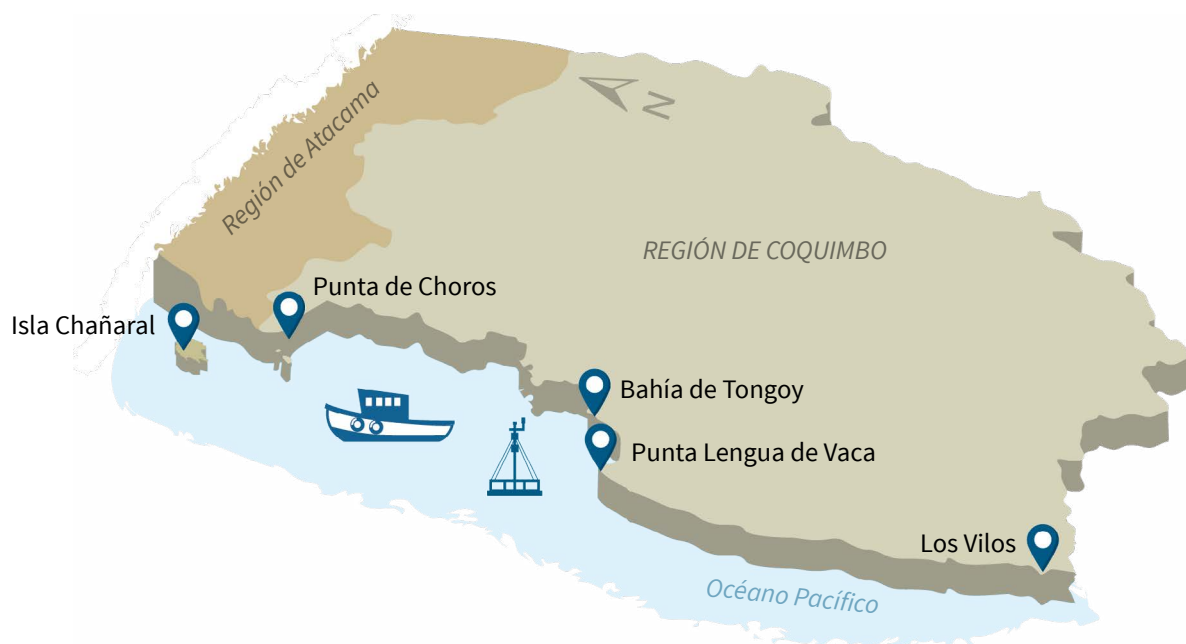 Región de Atacama
N
REGIÓN DE COQUIMBO
Punta de Choros
Isla Chañaral
Bahía de Tongoy
Punta Lengua de Vaca
Los Vilos
Océano Pacífico